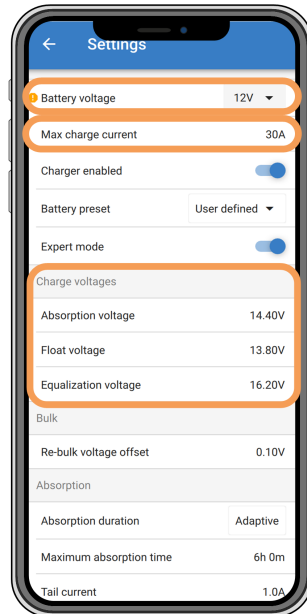 Settings
Battery voltage 12V
Max charge current 30A
Charger enabled
Battery preset User defined
Expert mode
Charge voltages
Absorption voltage 14.40V
Float voltage 13.80V
Equalization voltage 16.20V
Bulk
Re-bulk voltage offset 0.10V
Absorption
Absorption duration Adaptive
Maximum absorption time 6h 0m
Tail current 1.0A